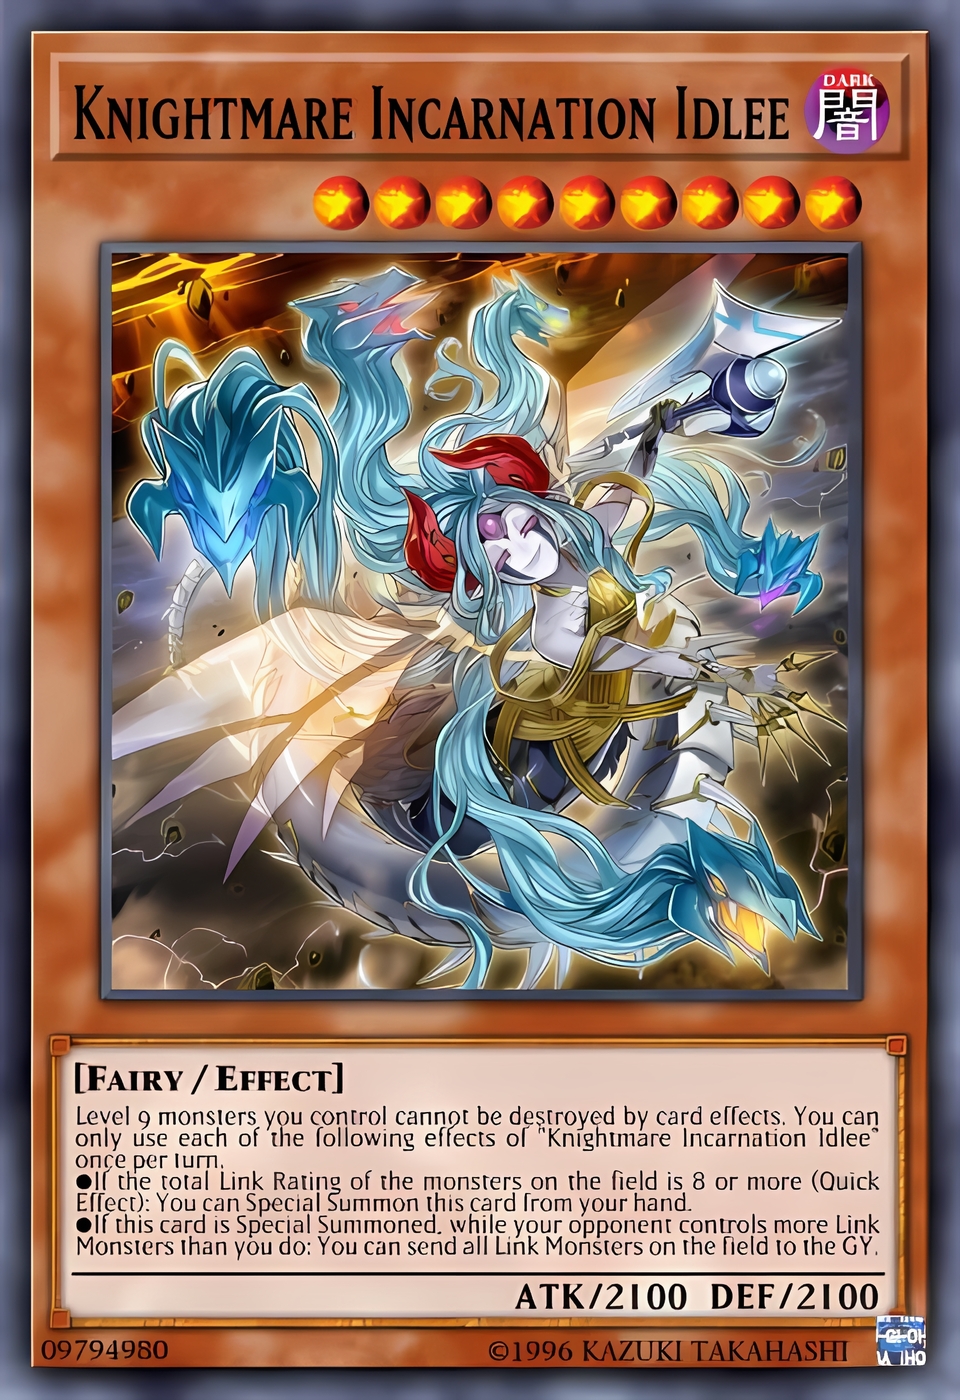 Knightmare Incarnation Idlee
DARK
闇
[Fairy / Effect]
Level 9 monsters you control cannot be destroyed by card effects. You can
only use each of the following effects of "Knightmare Incarnation Idlee"
once per turn.
●If the total Link Rating of the monsters on the field is 8 or more (Quick
Effect): You can Special Summon this card from your hand.
●If this card is Special Summoned, while your opponent controls more Link
Monsters than you do: You can send all Link Monsters on the field to the GY.
ATK/2100 DEF/2100
09794980
©1996 KAZUKI TAKAHASHI